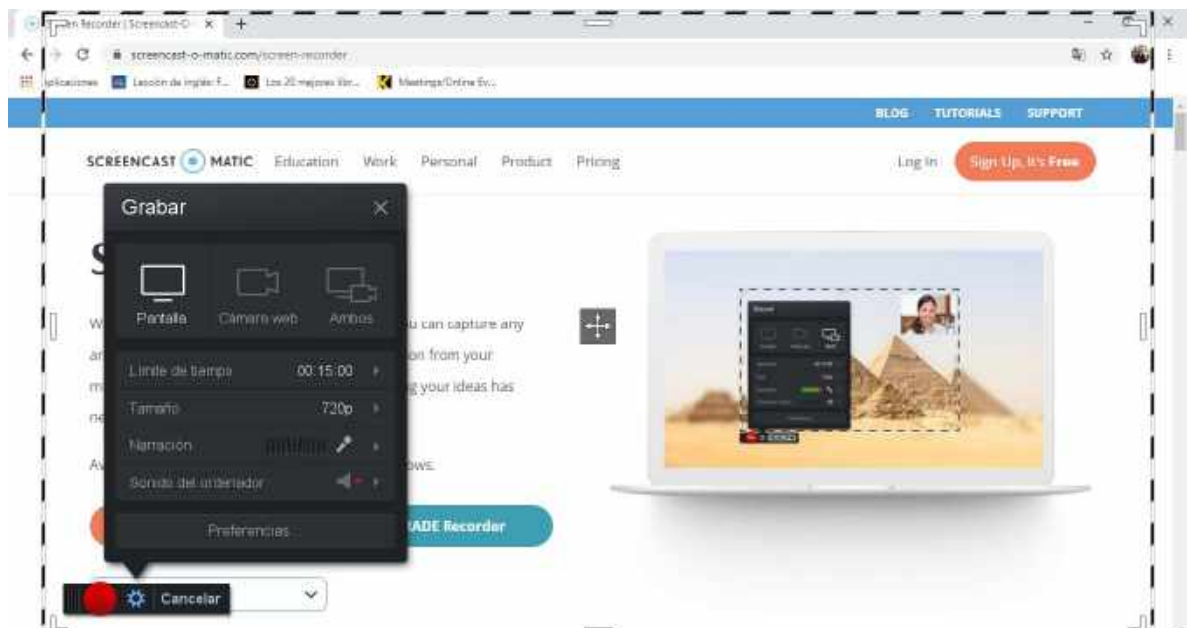 screencast-o-matic.com/screen-recorder
BLOG TUTORIALS SUPPORT
SCREENCAST MATIC Education Work Personal Product Pricing Log In Sign Up, It's Free
Grabar
Pantalla Cámara web Ambos
u can capture any
on from your
Límite de tiempo 00:15:00
g your ideas has
Tamaño 720p
Narración
ows.
Sonido del ordenador
Preferencias...
ADE Recorder
Cancelar